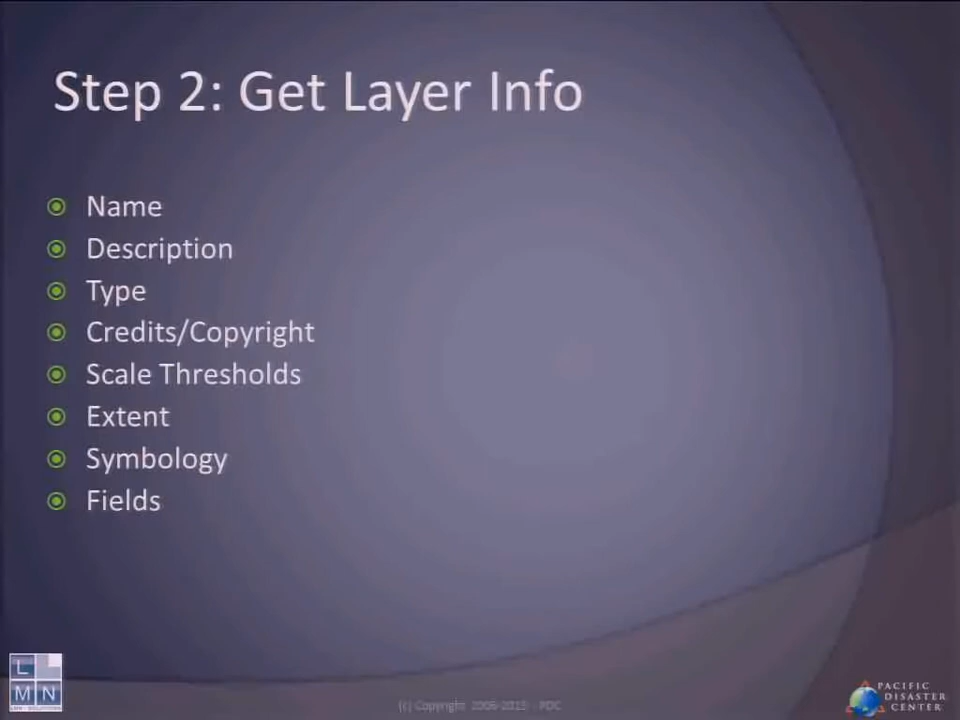 Step 2: Get Layer Info
Name
Description
Type
Credits/Copyright
Scale Thresholds
Extent
Symbology
Fields
L
M N
(c) Copyright 2006-2013 - PDC
PACIFIC
DISASTER
CENTER